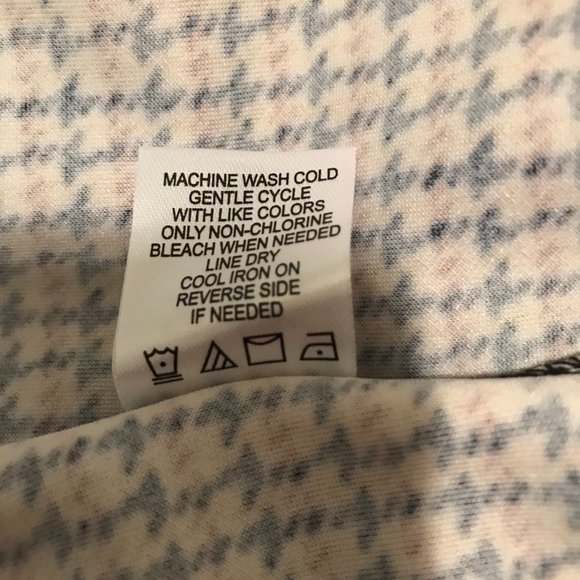 MACHINE WASH COLD
GENTLE CYCLE
WITH LIKE COLORS
ONLY NON-CHLORINE
BLEACH WHEN NEEDED
LINE DRY
COOL IRON ON
REVERSE SIDE
IF NEEDED